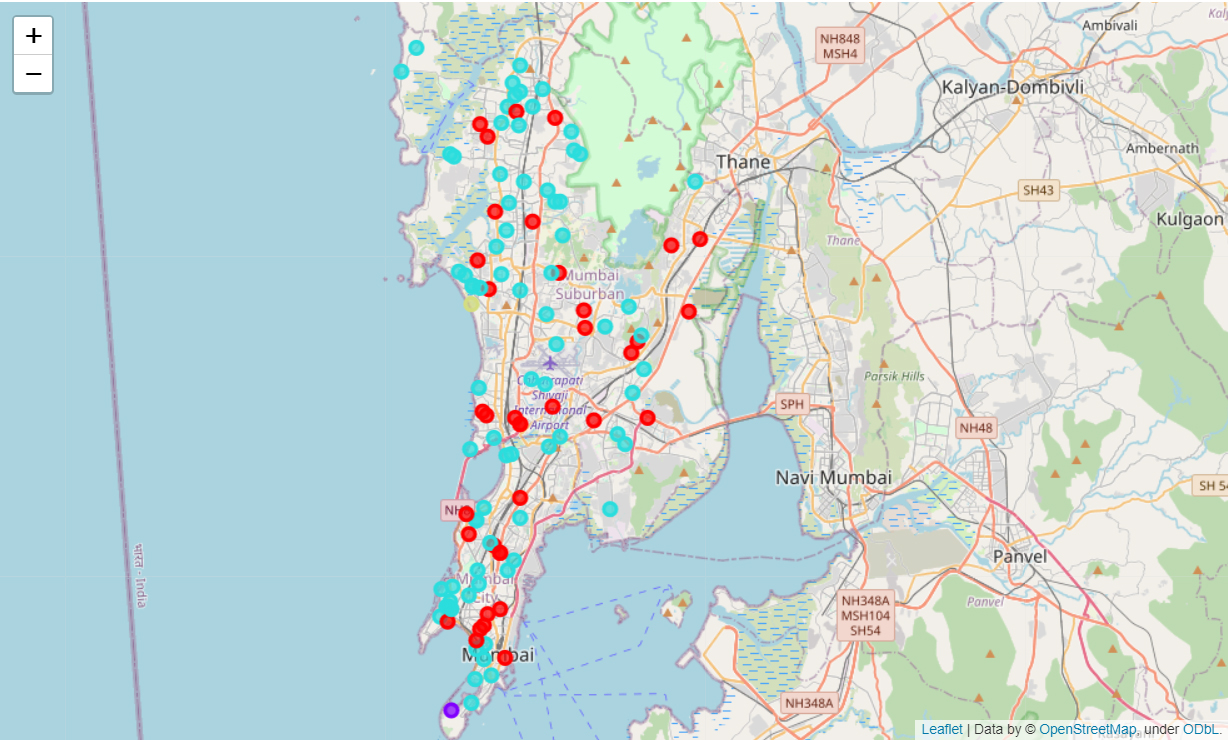 +
−
NH848
MSH4
Ambivali
Kalyan-Dombivli
Ambernath
Thane
SH43
Kulgaon
Thane
Mumbai
Suburban
Parsik Hills
Chhatrapati
Shivaji
International
Airport
SPH
NH48
Navi Mumbai
SH 54
NH
Panvel
भारत - India
Mumbai
City
NH348A
MSH104
SH54
Panvel
Mumbai
NH348A
Leaflet | Data by © OpenStreetMap, under ODbL.